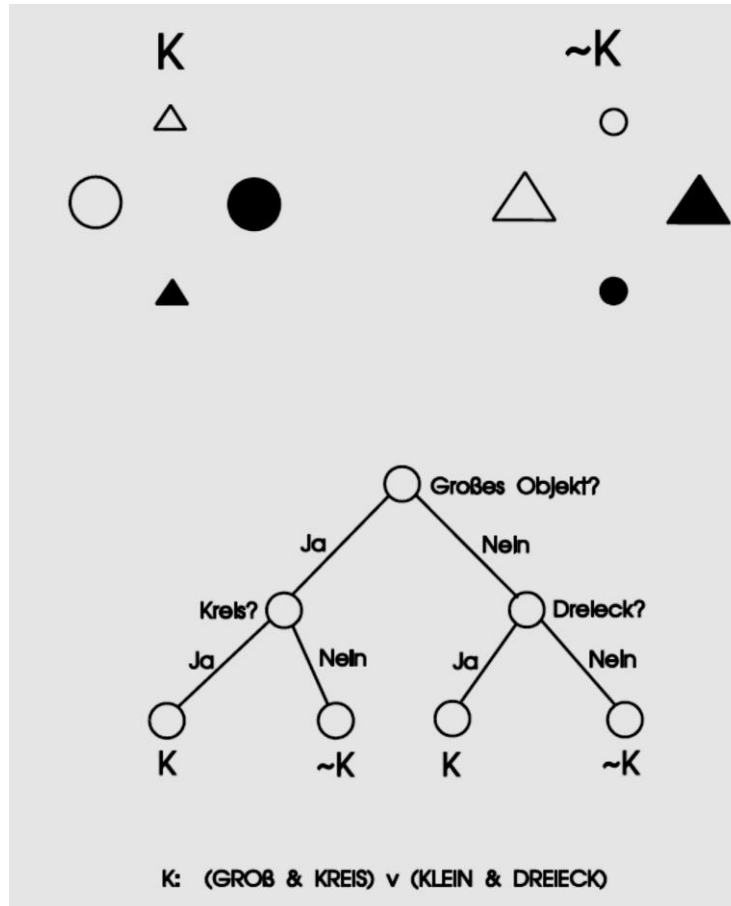 K ~K
Großes Objekt?
Ja Nein
Kreis? Dreieck?
Ja Nein Ja Nein
K ~K K ~K
K: (GROß & KREIS) v (KLEIN & DREIECK)